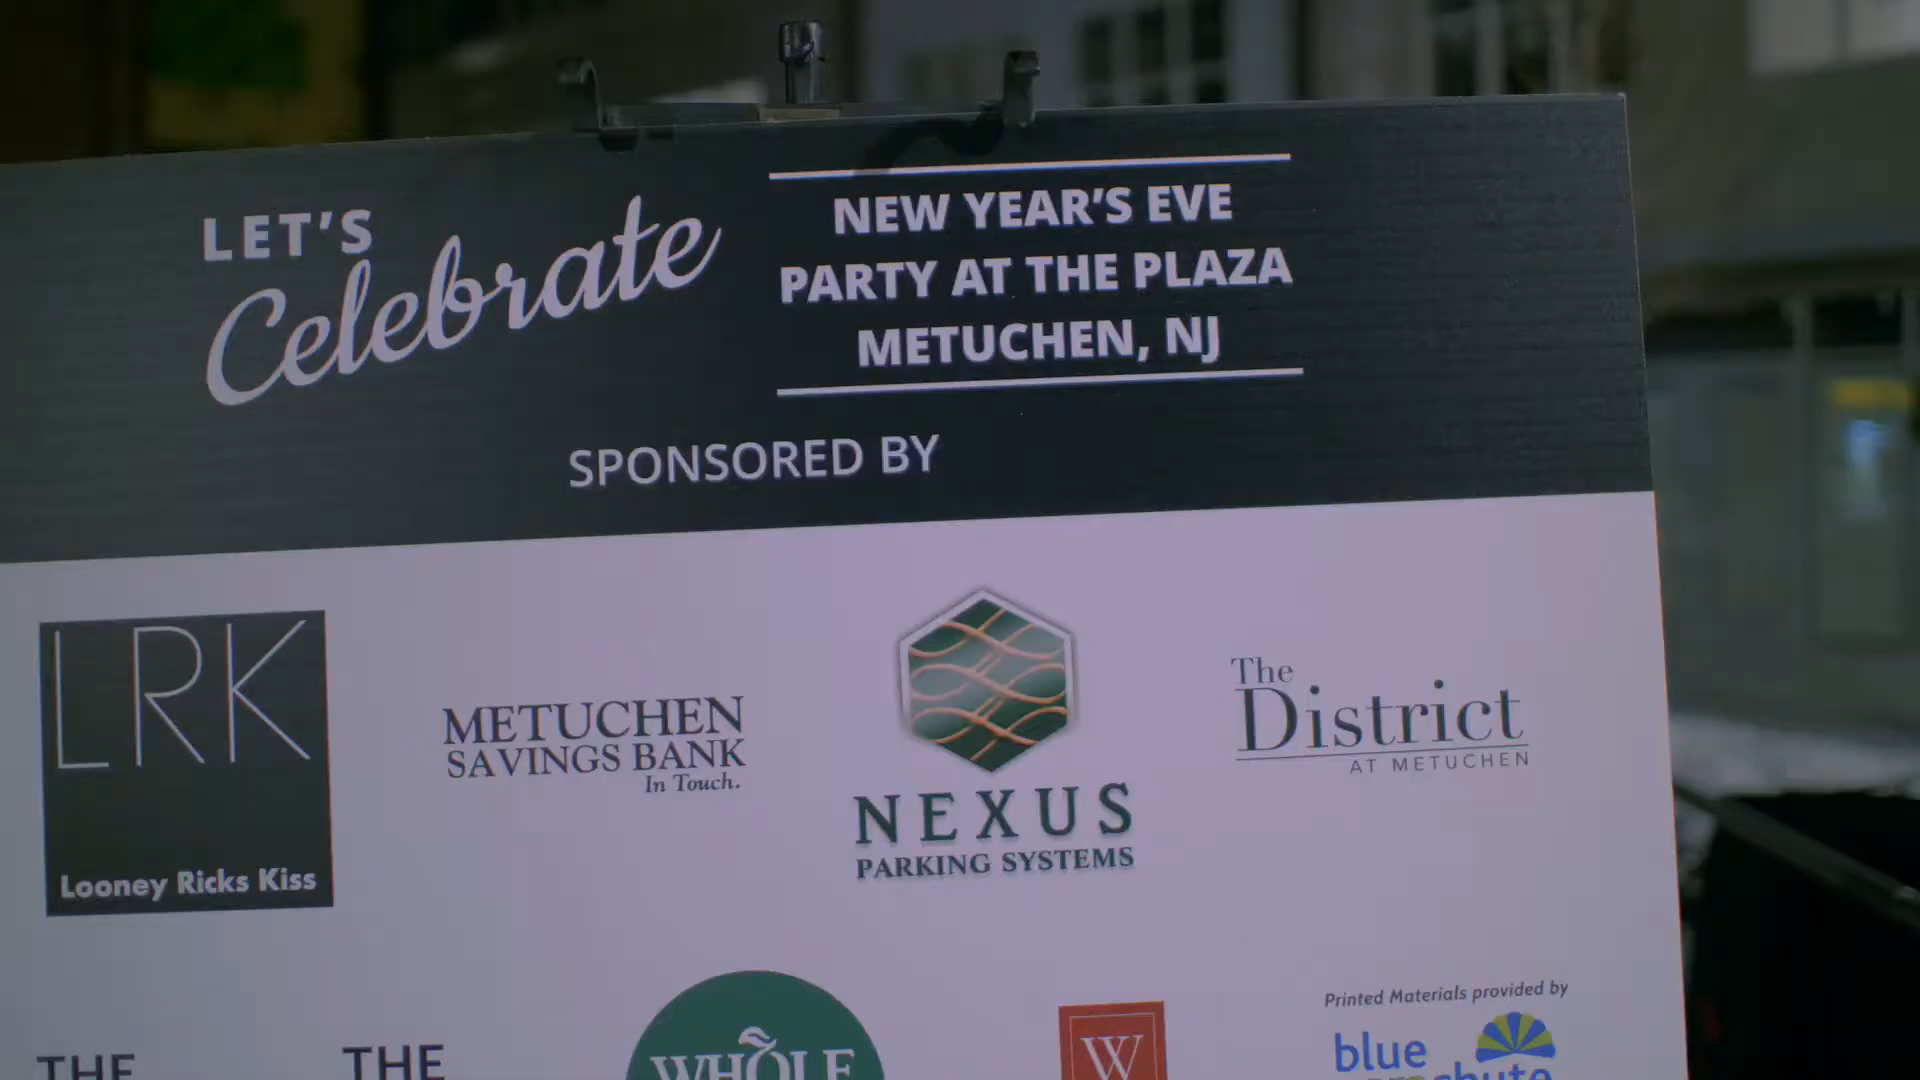 LET'S
Celebrate
NEW YEAR'S EVE
PARTY AT THE PLAZA
METUCHEN, NJ
SPONSORED BY
LRK
Looney Ricks Kiss
METUCHEN
SAVINGS BANK
In Touch.
NEXUS
PARKING SYSTEMS
The
District
AT METUCHEN
THE
THE
WHOLE
W
Printed Materials provided by
blue